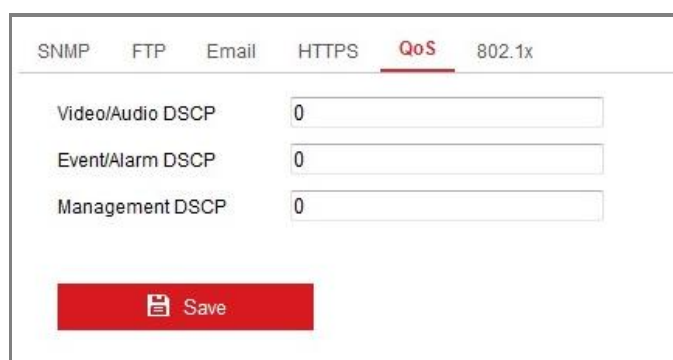 SNMP FTP Email HTTPS QoS 802.1x
Video/Audio DSCP 0
Event/Alarm DSCP 0
Management DSCP 0
Save